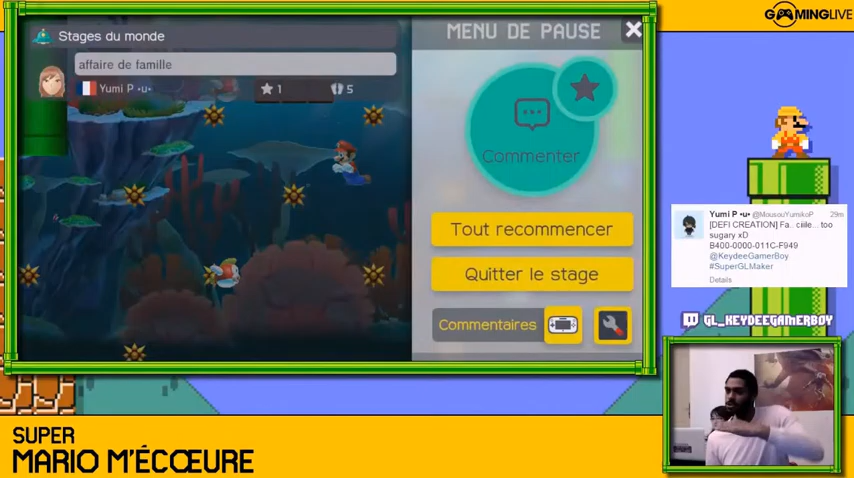 GAMINGLIVE
Stages du monde
affaire de famille
Yumi P •u•
1
5
MENU DE PAUSE
Commenter
Tout recommencer
Quitter le stage
Commentaires
Yumi P •u• @MousouYumikoP 29m
[DEFI CREATION] Fa.. ciile... too
sugary xD
B400-0000-011C-F949
@KeydeeGamerBoy
#SuperGLMaker
Details
GL_KEYDEEGAMERBOY
SUPER
MARIO M'ÉCŒURE